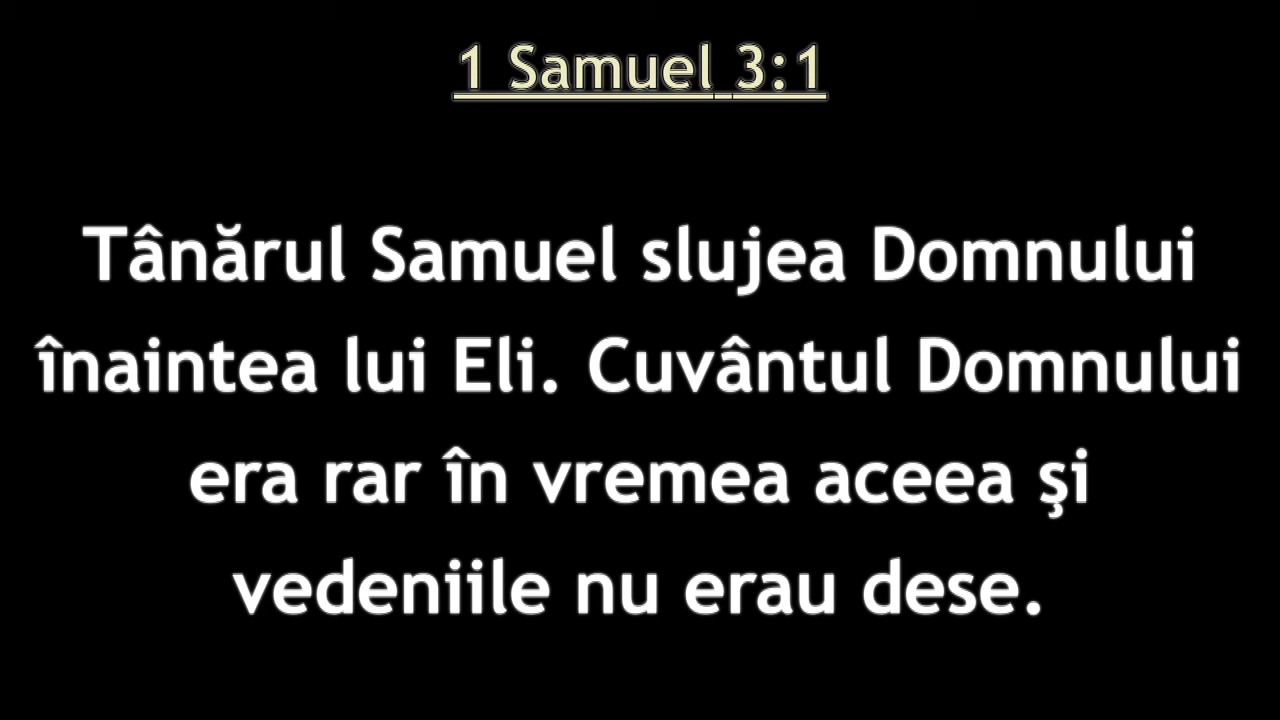 1 Samuel 3:1
Tânărul Samuel slujea Domnului
înaintea lui Eli. Cuvântul Domnului
era rar în vremea aceea şi
vedeniile nu erau dese.